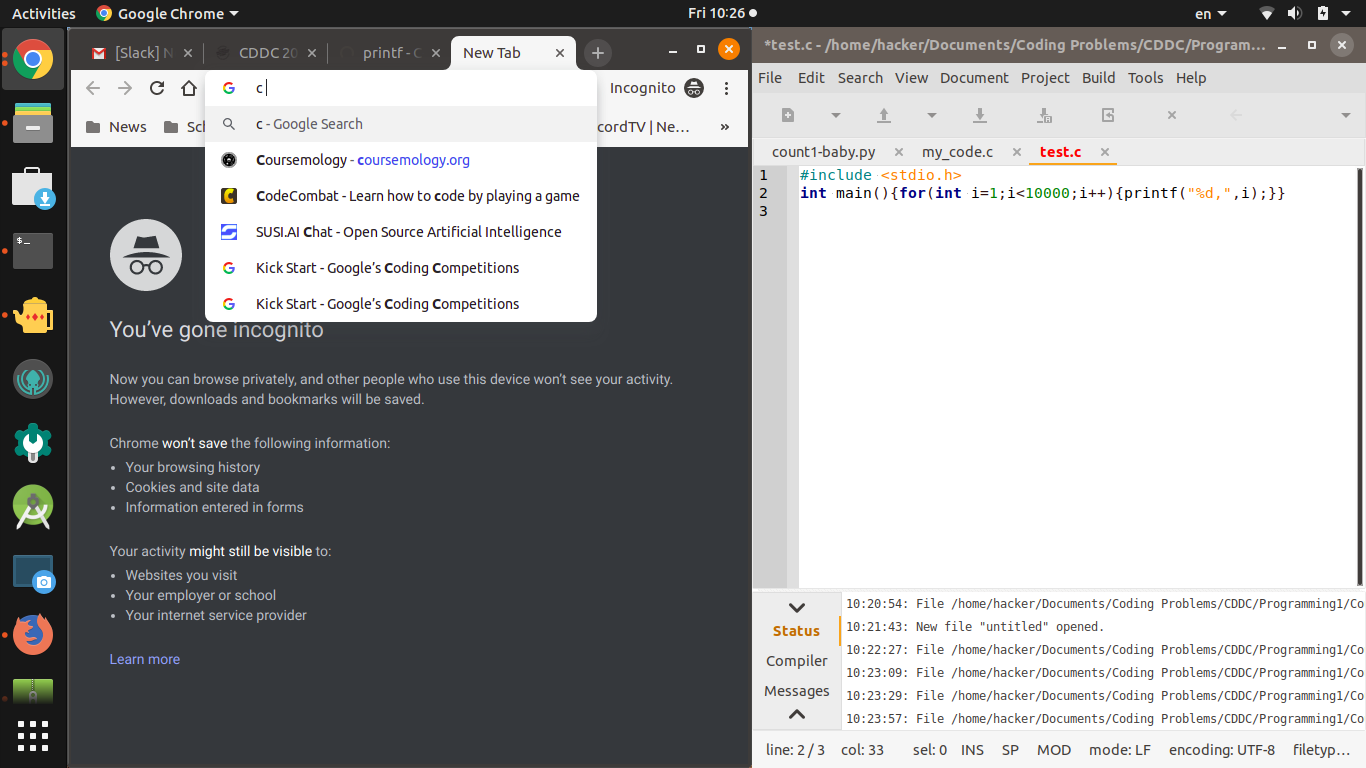 Activities Google Chrome Fri 10:26 en
[Slack] N CDDC 20 printf - C New Tab
c Incognito
News Sch cordTV | Ne… »
c - Google Search
Coursemology - coursemology.org
CodeCombat - Learn how to code by playing a game
SUSI.AI Chat - Open Source Artificial Intelligence
Kick Start - Google’s Coding Competitions
Kick Start - Google’s Coding Competitions
You’ve gone incognito
Now you can browse privately, and other people who use this device won’t see your activity.
However, downloads and bookmarks will be saved.
Chrome won’t save the following information:
• Your browsing history
• Cookies and site data
• Information entered in forms
Your activity might still be visible to:
• Websites you visit
• Your employer or school
• Your internet service provider
Learn more
*test.c - /home/hacker/Documents/Coding Problems/CDDC/Program…
File Edit Search View Document Project Build Tools Help
count1-baby.py my_code.c test.c
1 #include <stdio.h>
2 int main(){for(int i=1;i<10000;i++){printf("%d,",i);}}
3
Status
Compiler
Messages
10:20:54: File /home/hacker/Documents/Coding Problems/CDDC/Programming1/Co
10:21:43: New file "untitled" opened.
10:22:27: File /home/hacker/Documents/Coding Problems/CDDC/Programming1/Co
10:23:09: File /home/hacker/Documents/Coding Problems/CDDC/Programming1/Co
10:23:29: File /home/hacker/Documents/Coding Problems/CDDC/Programming1/Co
10:23:57: File /home/hacker/Documents/Coding Problems/CDDC/Programming1/Co
line: 2 / 3 col: 33 sel: 0 INS SP MOD mode: LF encoding: UTF-8 filetyp…